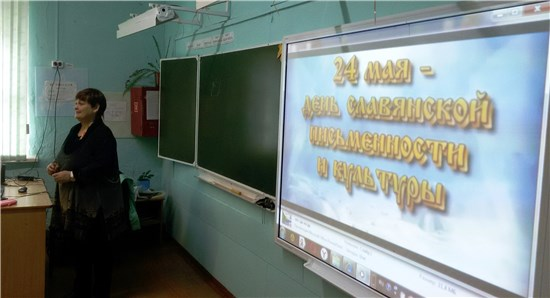 24 мая -
день славянской
письменности
и культуры